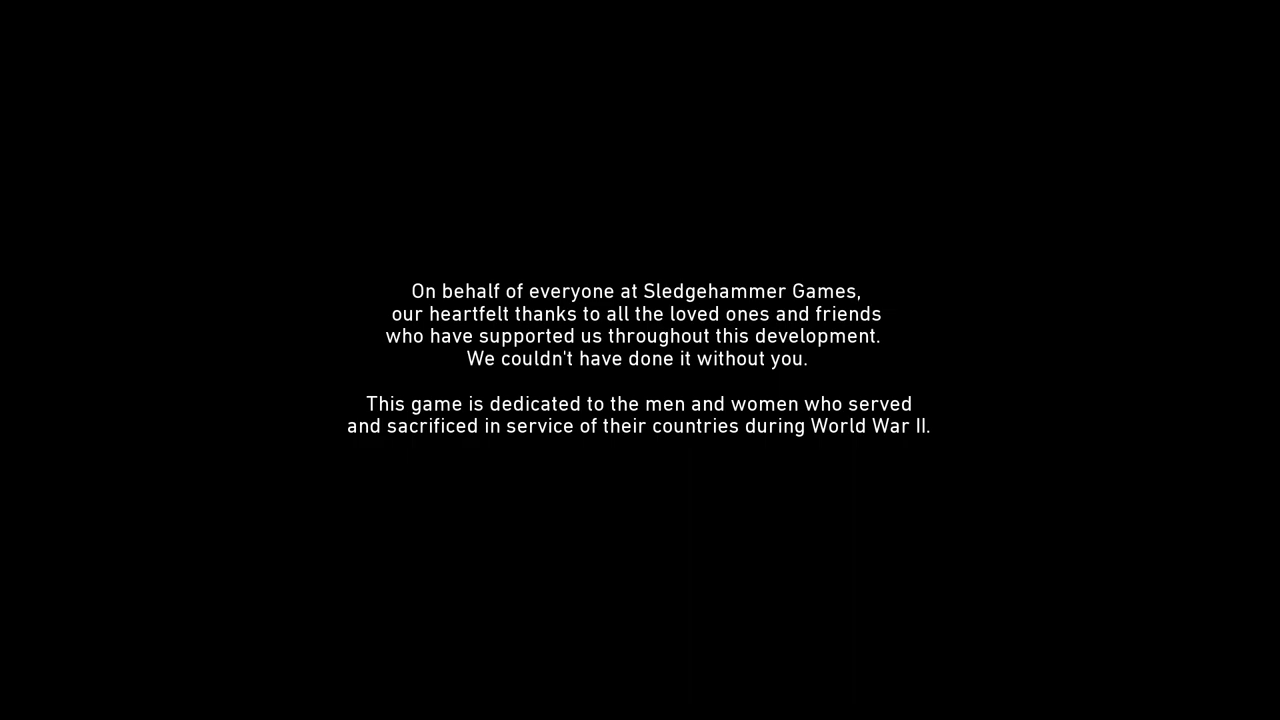 On behalf of everyone at Sledgehammer Games,
our heartfelt thanks to all the loved ones and friends
who have supported us throughout this development.
We couldn't have done it without you.
This game is dedicated to the men and women who served
and sacrificed in service of their countries during World War II.